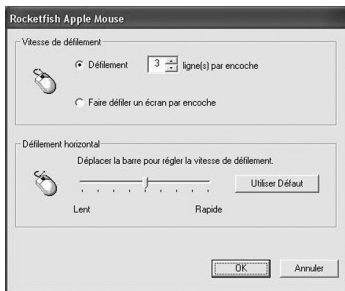 Rocketfish Apple Mouse
Vitesse de défilement
Défilement 3 ligne(s) par encoche
Faire défiler un écran par encoche
Défilement horizontal
Déplacer la barre pour régler la vitesse de défilement.
Utiliser Défaut
Lent Rapide
OK Annuler